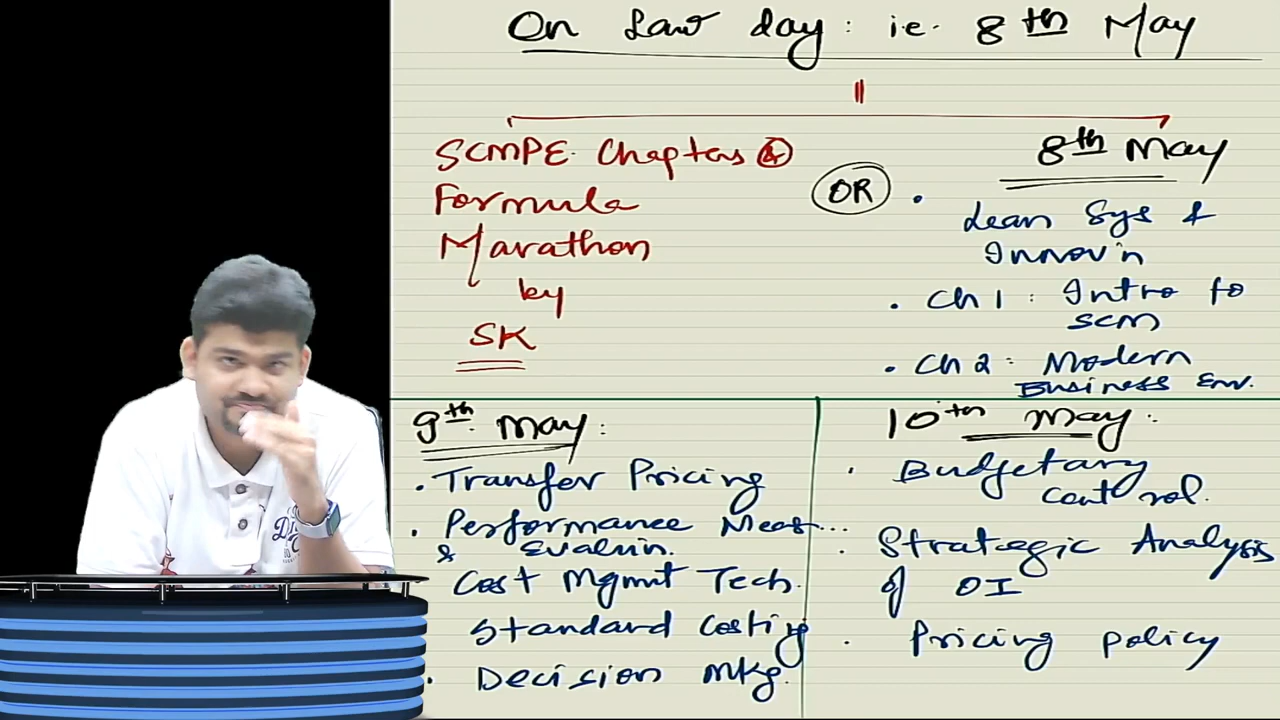 On Law day : i.e. 8th May
SCMPE Chapters &
Formula
Marathon
by
SK
OR
8th May
• Lean Sys &
Innov'n
• Ch 1 : Intro to
SCM
• Ch 2 : Modern
Business Env.
9th May :
• Transfer Pricing
• Performance Meas...
& Evalu'n.
Cost Mgmt Tech.
Standard Costing
• Decision Mkg.
10th May :
• Budgetary
Control.
• Strategic Analysis
of OI
• Pricing policy